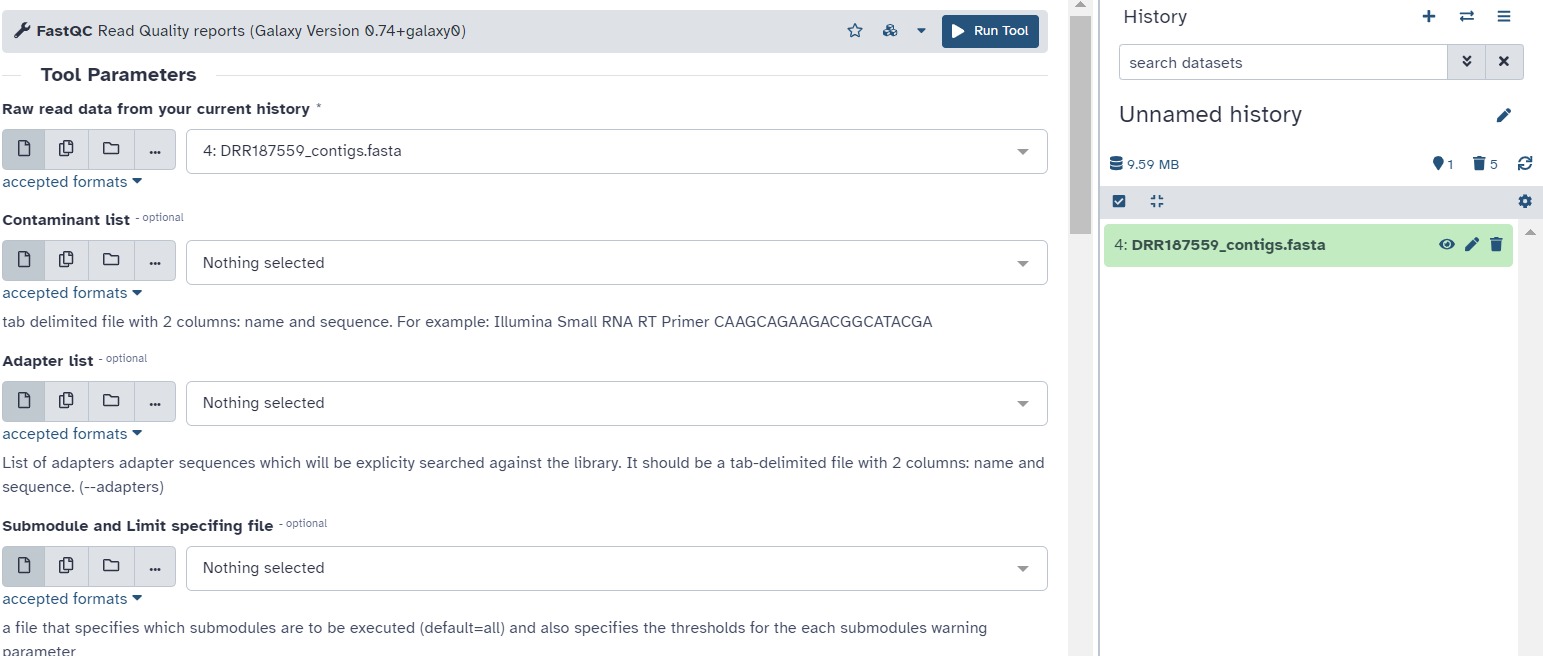 FastQC Read Quality reports (Galaxy Version 0.74+galaxy0)
Run Tool
Tool Parameters
Raw read data from your current history *
...
4: DRR187559_contigs.fasta
accepted formats
Contaminant list - optional
...
Nothing selected
accepted formats
tab delimited file with 2 columns: name and sequence. For example: Illumina Small RNA RT Primer CAAGCAGAAGACGGCATACGA
Adapter list - optional
...
Nothing selected
accepted formats
List of adapters adapter sequences which will be explicity searched against the library. It should be a tab-delimited file with 2 columns: name and
sequence. (--adapters)
Submodule and Limit specifing file - optional
...
Nothing selected
accepted formats
a file that specifies which submodules are to be executed (default=all) and also specifies the thresholds for the each submodules warning
parameter
History
search datasets
Unnamed history
9.59 MB
1
5
4: DRR187559_contigs.fasta